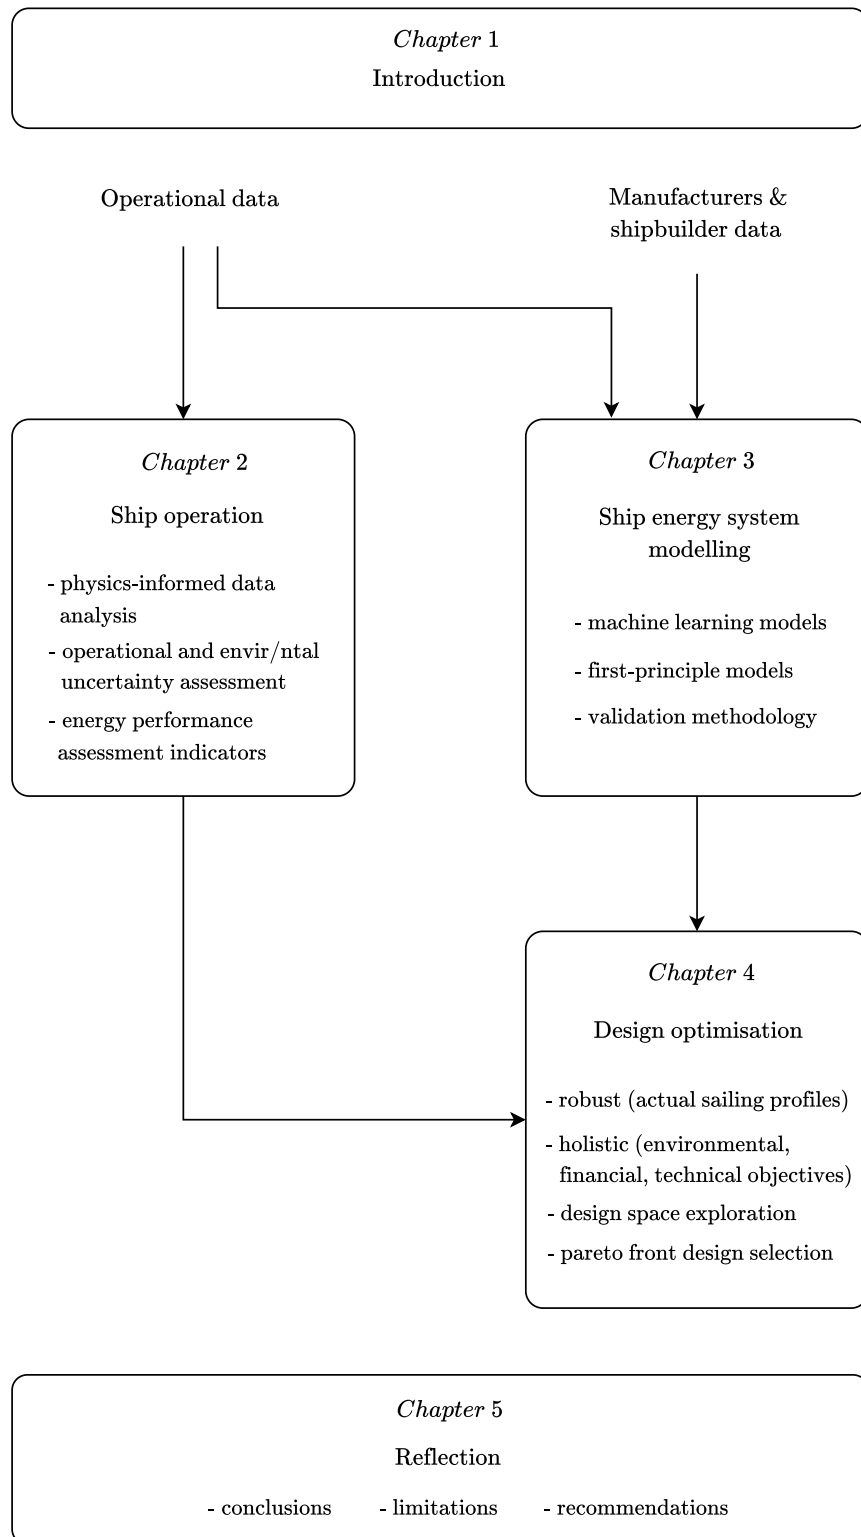 Chapter 1
Introduction
Operational data
Manufacturers &
shipbuilder data
Chapter 2
Ship operation
- physics-informed data
analysis
- operational and envir/ntal
uncertainty assessment
- energy performance
assessment indicators
Chapter 3
Ship energy system
modelling
- machine learning models
- first-principle models
- validation methodology
Chapter 4
Design optimisation
- robust (actual sailing profiles)
- holistic (environmental,
financial, technical objectives)
- design space exploration
- pareto front design selection
Chapter 5
Reflection
- conclusions - limitations - recommendations